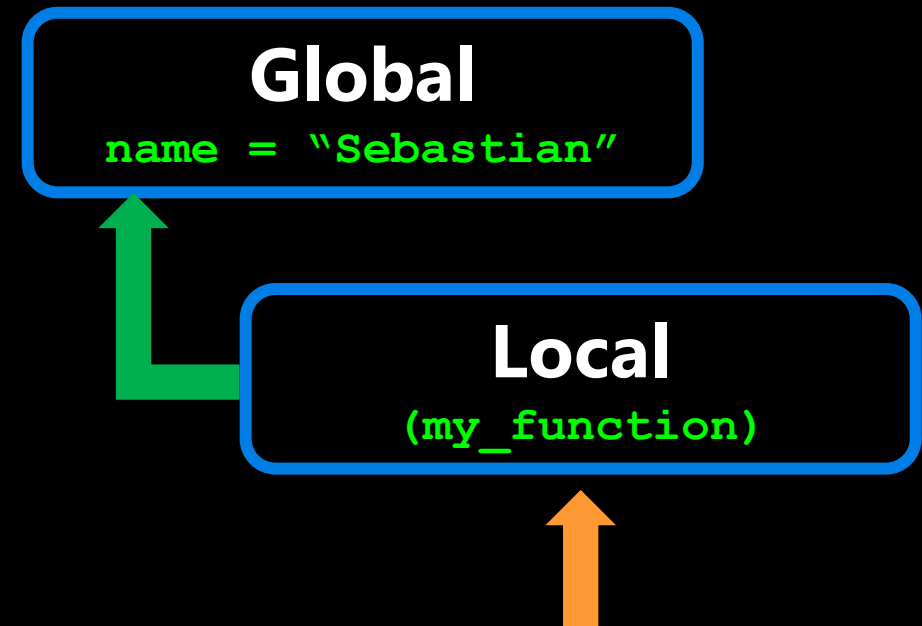 Global
name = “Sebastian”
Local
(my_function)